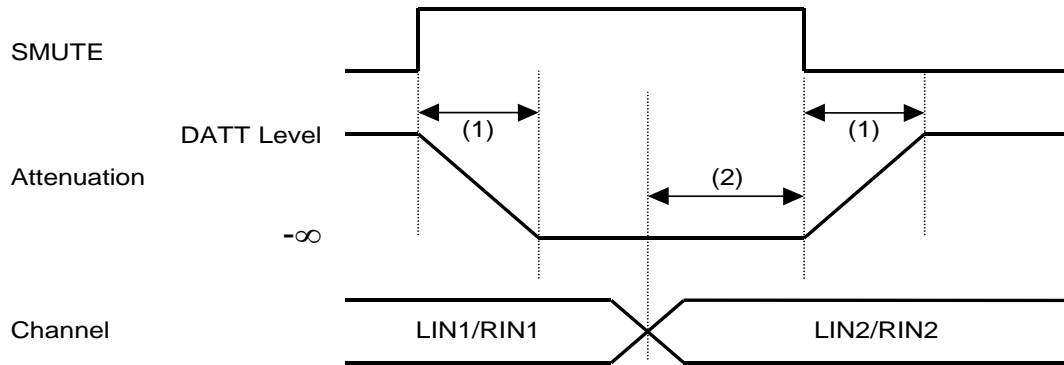 SMUTE
DATT Level
(1)
(1)
Attenuation
(2)
-∞
Channel
LIN1/RIN1
LIN2/RIN2